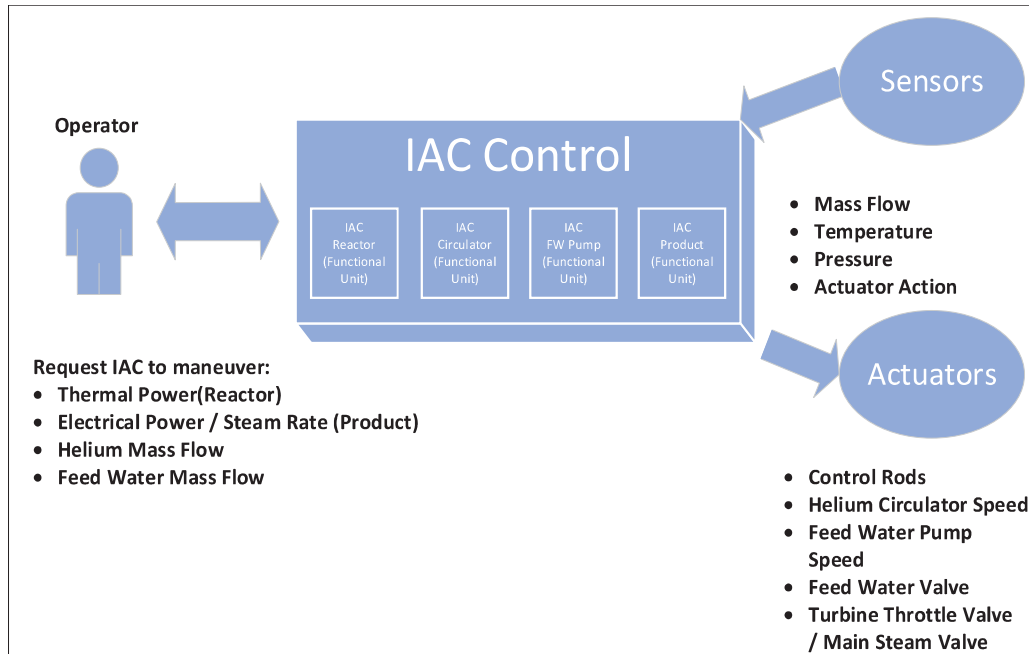 Operator
IAC Control
IAC
Reactor
(Functional
Unit)
IAC
Circulator
(Functional
Unit)
IAC
FW Pump
(Functional
Unit)
IAC
Product
(Functional
Unit)
Request IAC to maneuver:
• Thermal Power(Reactor)
• Electrical Power / Steam Rate (Product)
• Helium Mass Flow
• Feed Water Mass Flow
Sensors
• Mass Flow
• Temperature
• Pressure
• Actuator Action
Actuators
• Control Rods
• Helium Circulator Speed
• Feed Water Pump
Speed
• Feed Water Valve
• Turbine Throttle Valve
/ Main Steam Valve